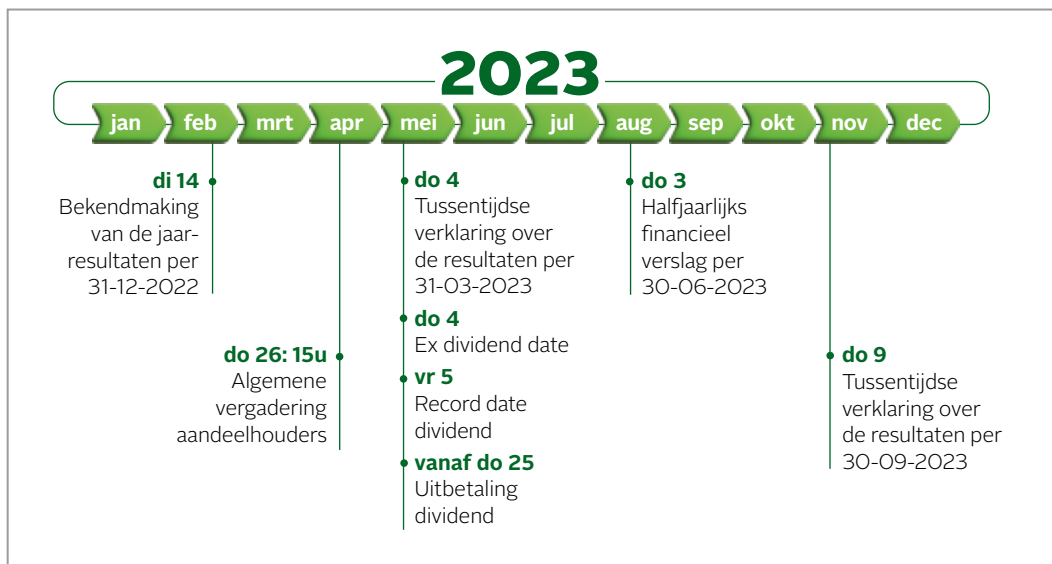 2023
jan feb mrt apr mei jun jul aug sep okt nov dec
di 14
Bekendmaking
van de jaar-
resultaten per
31-12-2022
do 26: 15u
Algemene
vergadering
aandeelhouders
do 4
Tussentijdse
verklaring over
de resultaten per
31-03-2023
do 4
Ex dividend date
vr 5
Record date
dividend
vanaf do 25
Uitbetaling
dividend
do 3
Halfjaarlijks
financieel
verslag per
30-06-2023
do 9
Tussentijdse
verklaring over
de resultaten per
30-09-2023